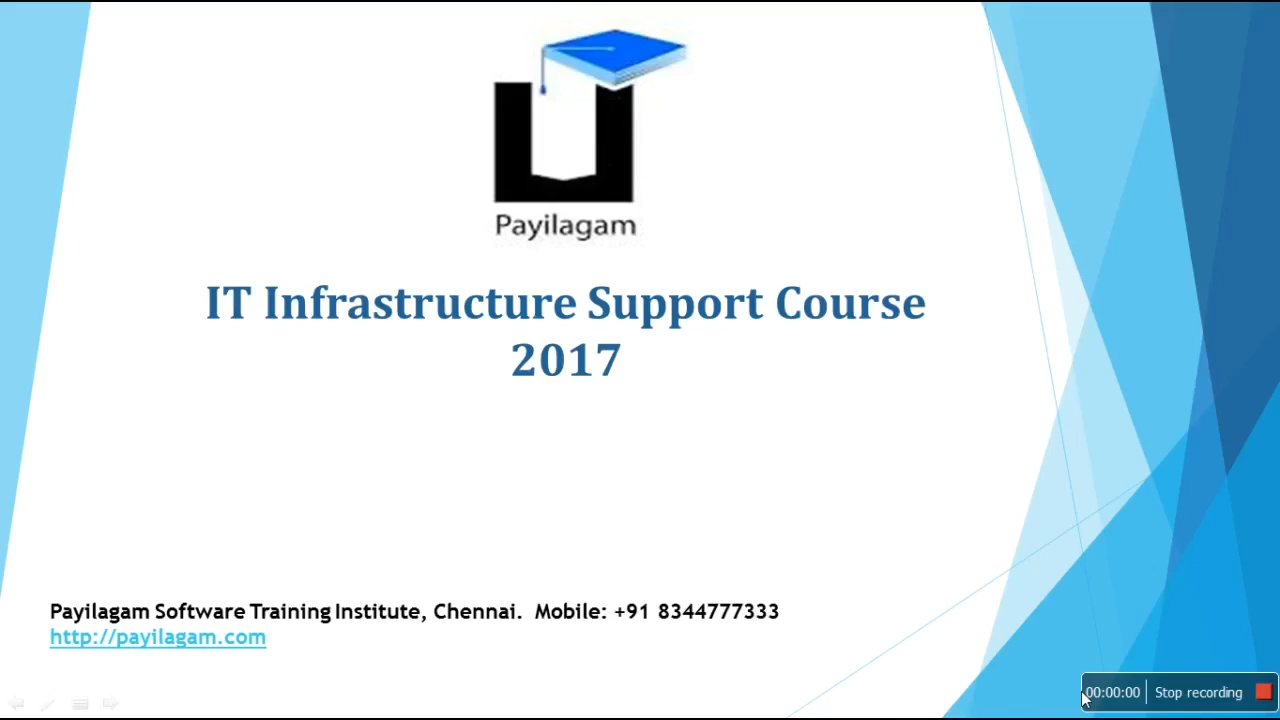 Payilagam
IT Infrastructure Support Course
2017
Payilagam Software Training Institute, Chennai.  Mobile: +91 8344777333
http://payilagam.com
00:00:00 Stop recording